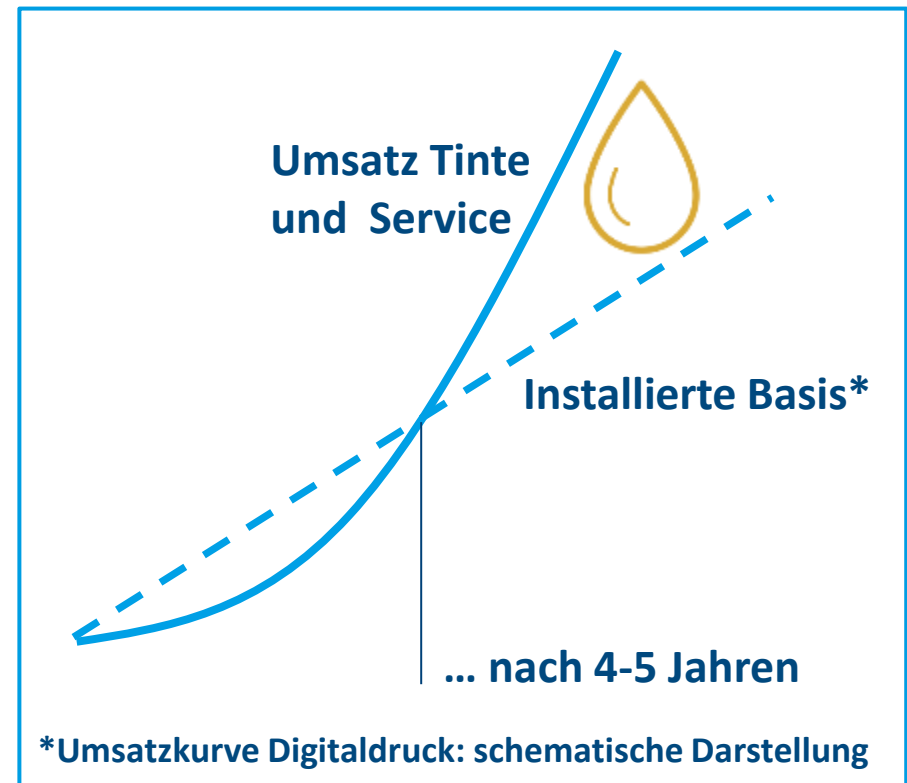 Umsatz Tinte
und Service
Installierte Basis*
... nach 4-5 Jahren
*Umsatzkurve Digitaldruck: schematische Darstellung